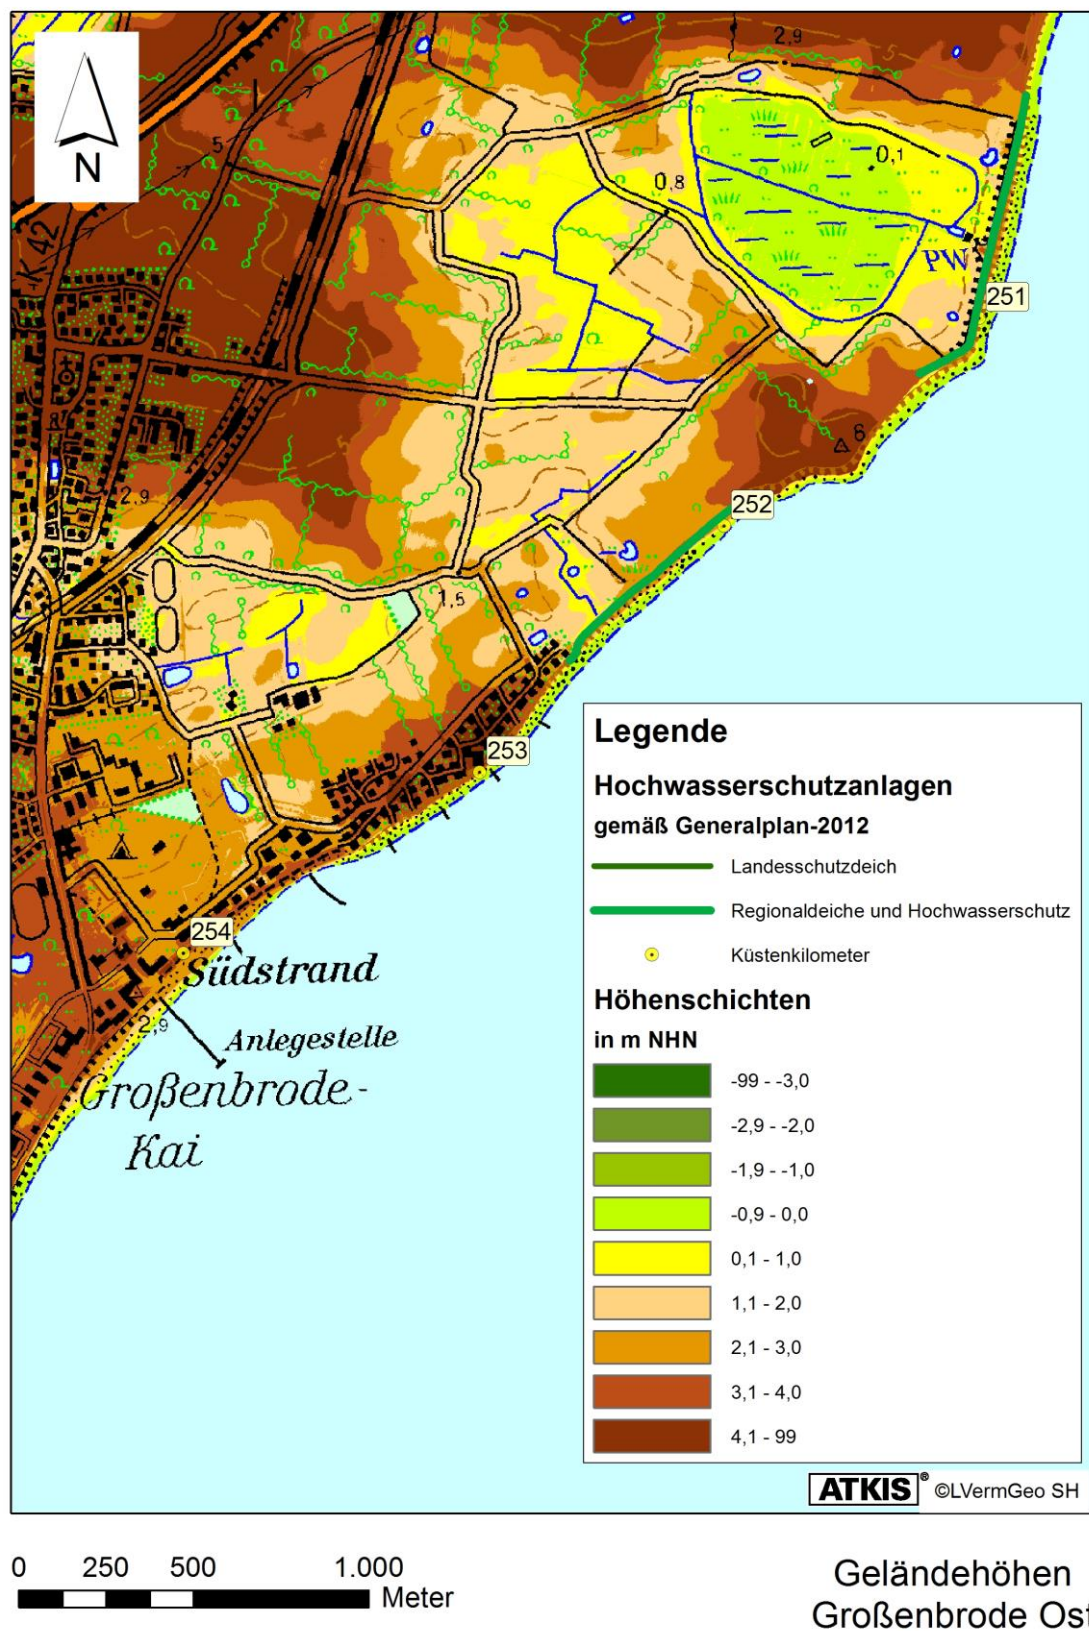 2,9
5
N
5
0,1
0,8
K 42
PW
251
6
2,9
252
1,5
253
254
Südstrand
2,9
Anlegestelle
Großenbrode-
Kai
Legende
Hochwasserschutzanlagen
gemäß Generalplan-2012
Landesschutzdeich
Regionaldeiche und Hochwasserschutz
Küstenkilometer
Höhenschichten
in m NHN
-99 - -3,0
-2,9 - -2,0
-1,9 - -1,0
-0,9 - 0,0
0,1 - 1,0
1,1 - 2,0
2,1 - 3,0
3,1 - 4,0
4,1 - 99
ATKIS® ©LVermGeo SH
0 250 500 1.000
Meter
Geländehöhen
Großenbrode Ost